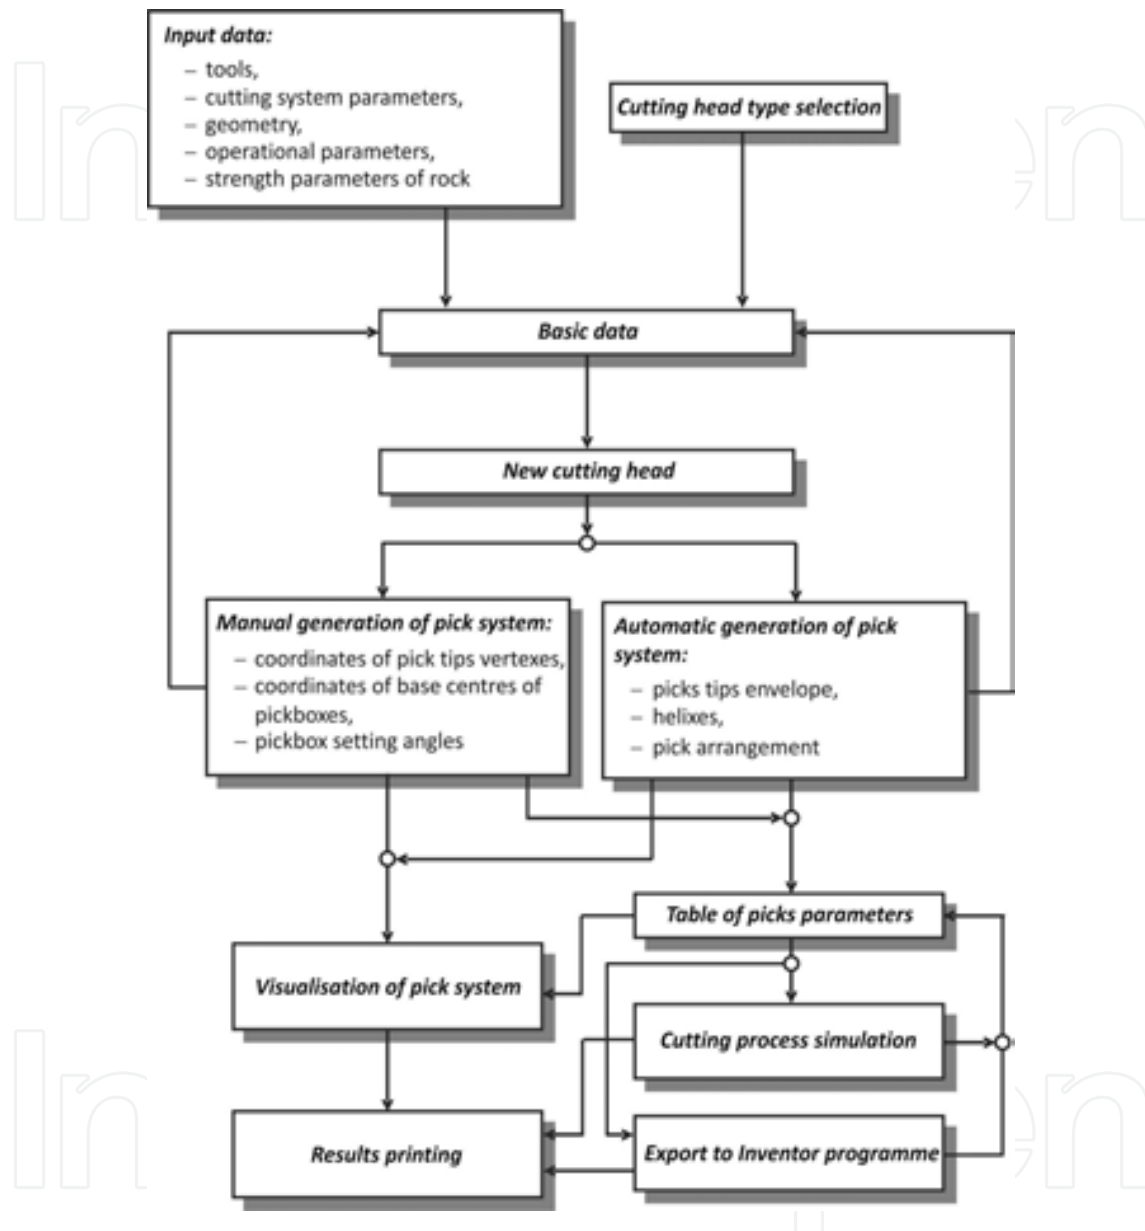 Input data:
– tools,
– cutting system parameters,
– geometry,
– operational parameters,
– strength parameters of rock
Cutting head type selection
Basic data
New cutting head
Manual generation of pick system:
– coordinates of pick tips vertexes,
– coordinates of base centres of
pickboxes,
– pickbox setting angles
Automatic generation of pick
system:
– picks tips envelope,
– helixes,
– pick arrangement
Table of picks parameters
Visualisation of pick system
Cutting process simulation
Results printing
Export to Inventor programme